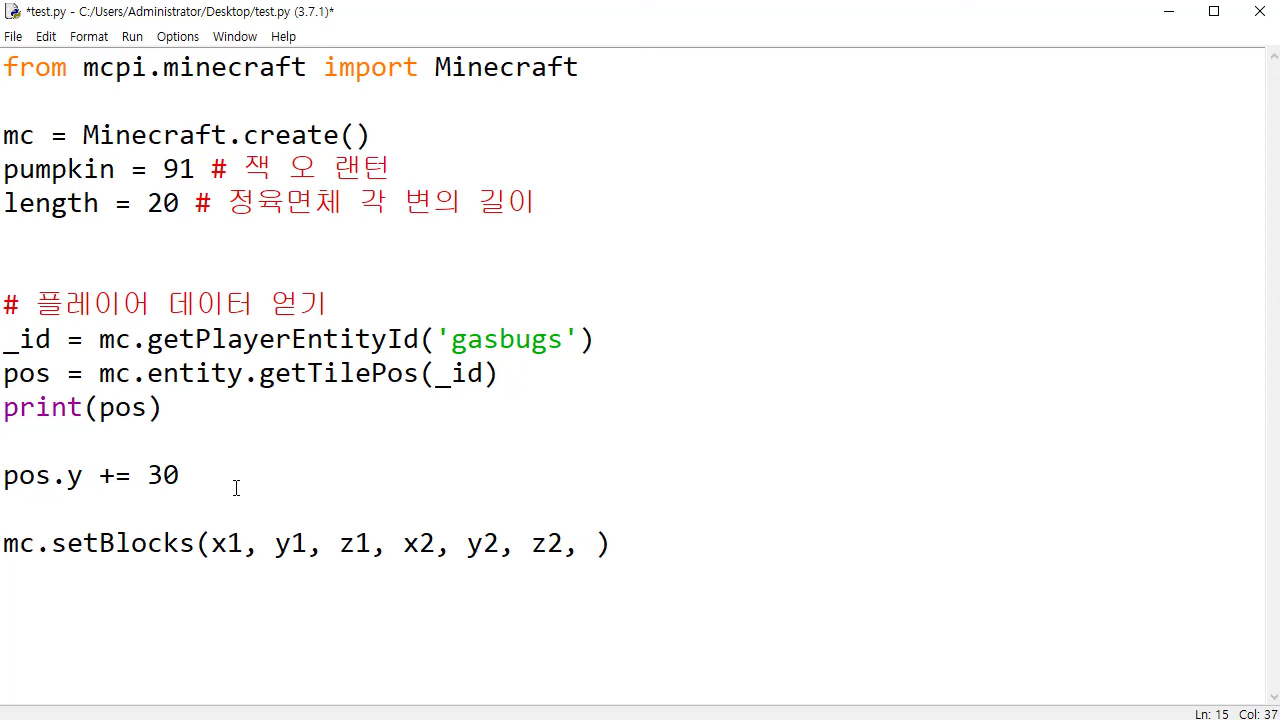 *test.py - C:/Users/Administrator/Desktop/test.py (3.7.1)*
File Edit Format Run Options Window Help
from mcpi.minecraft import Minecraft
mc = Minecraft.create()
pumpkin = 91 # 잭 오 랜턴
length = 20 # 정육면체 각 변의 길이
# 플레이어 데이터 얻기
_id = mc.getPlayerEntityId('gasbugs')
pos = mc.entity.getTilePos(_id)
print(pos)
pos.y += 30
mc.setBlocks(x1, y1, z1, x2, y2, z2, )
Ln: 15 Col: 37